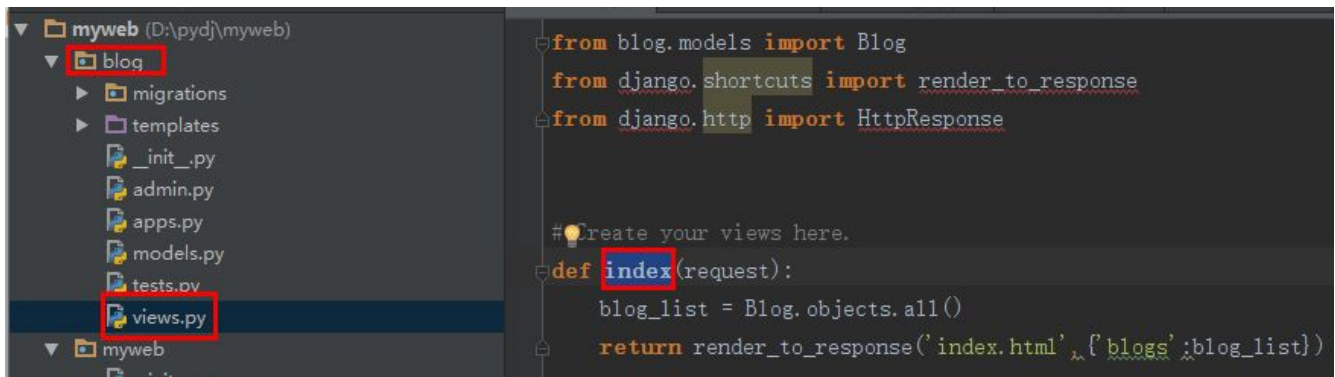 myweb (D:\pydj\myweb)
blog
migrations
templates
__init__.py
admin.py
apps.py
models.py
tests.py
views.py
myweb
from blog.models import Blog
from django.shortcuts import render_to_response
from django.http import HttpResponse
# Create your views here.
def index(request):
blog_list = Blog.objects.all()
return render_to_response('index.html',{'blogs':blog_list})